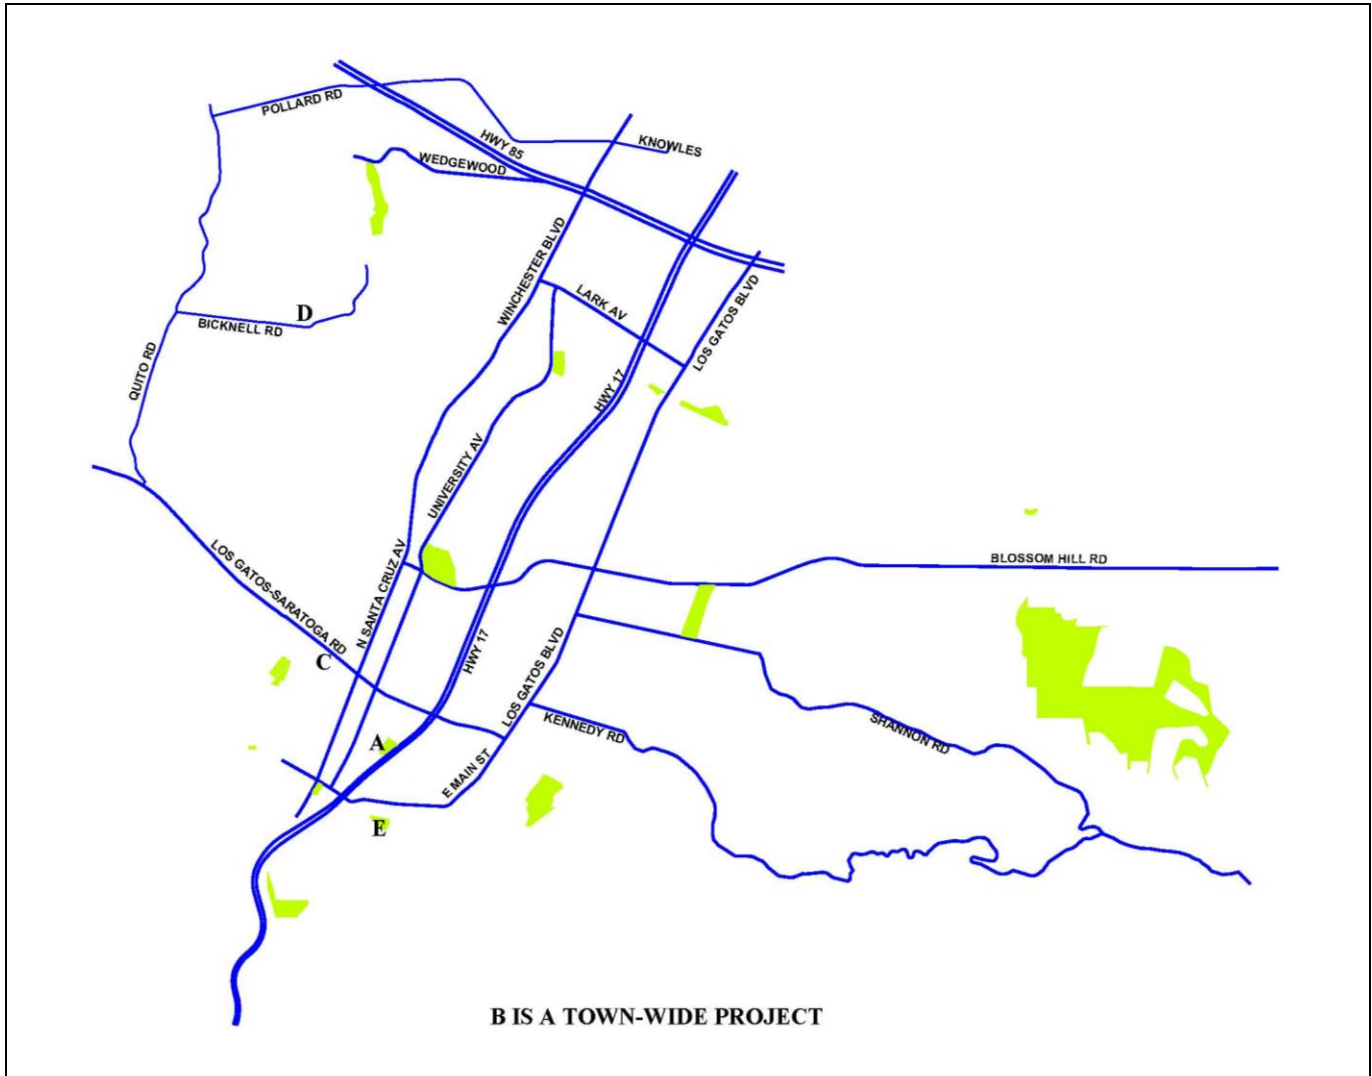 POLLARD RD
HWY 85
KNOWLES
WEDGEWOOD
WINCHESTER BLVD
LARK AV
LOS GATOS BLVD
D
BICKNELL RD
QUITO RD
HWY 17
UNIVERSITY AV
LOS GATOS-SARATOGA RD
N SANTA CRUZ AV
BLOSSOM HILL RD
C
HWY 17
LOS GATOS BLVD
KENNEDY RD
SHANNON RD
A
E MAIN ST
E
B IS A TOWN-WIDE PROJECT